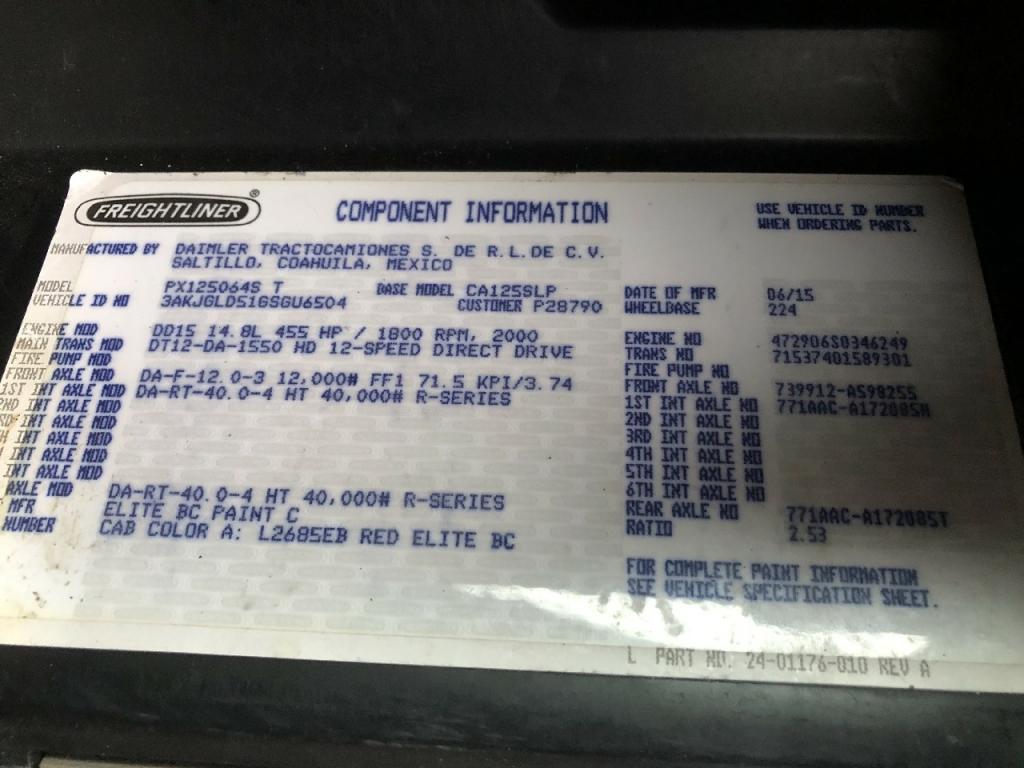 FREIGHTLINER ®
COMPONENT INFORMATION
USE VEHICLE ID NUMBER
WHEN ORDERING PARTS.
MANUFACTURED BY DAIMLER TRACTOCAMIONES S. DE R.L.DE C.V.
SALTILLO, COAHUILA, MEXICO
MODEL PX125064S T BASE MODEL CA125SLP
VEHICLE ID NO 3AKJGLD51GSGU6504 CUSTOMER P28790
DATE OF MFR 06/15
WHEELBASE 224
ENGINE MOD DD15 14.8L 455 HP / 1800 RPM, 2000
MAIN TRANS MOD DT12-DA-1550 HD 12-SPEED DIRECT DRIVE
FIRE PUMP MOD
FRONT AXLE MOD DA-F-12.0-3 12,000# FF1 71.5 KPI/3.74
1ST INT AXLE MOD DA-RT-40.0-4 HT 40,000# R-SERIES
2ND INT AXLE MOD
3RD INT AXLE MOD
INT AXLE MOD
INT AXLE MOD
INT AXLE MOD
AXLE MOD DA-RT-40.0-4 HT 40,000# R-SERIES
MFR ELITE BC PAINT C
NUMBER CAB COLOR A: L2685EB RED ELITE BC
ENGINE NO 472906S0346249
TRANS NO 71537401589301
FIRE PUMP NO
FRONT AXLE NO 739912-A598255
1ST INT AXLE NO 771AAC-A172085N
2ND INT AXLE NO
3RD INT AXLE NO
4TH INT AXLE NO
5TH INT AXLE NO
6TH INT AXLE NO
REAR AXLE NO 771AAC-A172085T
RATIO 2.53
FOR COMPLETE PAINT INFORMATION
SEE VEHICLE SPECIFICATION SHEET.
L PART NO. 24-01176-010 REV A